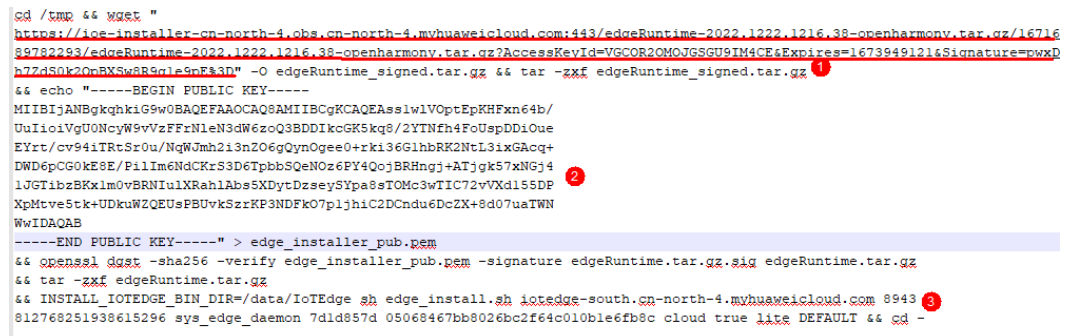 cd /tmp && wget "
https://ioe-installer-cn-north-4.obs.cn-north-4.myhuaweicloud.com:443/edgeRuntime-2022.1222.1216.38-openharmony.tar.gz/16716
89782293/edgeRuntime-2022.1222.1216.38-openharmony.tar.gz?AccessKeyId=VGCOR2OMOJGSGU9IM4CE&Expires=1673949121&Signature=pwxD
h7ZdS0k2OpBXSw8R9gle9pE%3D" -O edgeRuntime_signed.tar.gz && tar -zxf edgeRuntime_signed.tar.gz 1
&& echo "-----BEGIN PUBLIC KEY-----
MIIBIjANBgkqhkiG9w0BAQEFAAOCAQ8AMIIBCgKCAQEAsslwlVOptEpKHFxn64b/
UuIioiVgU0NcyW9vVzFFrNleN3dW6zoQ3BDDIkcGK5kq8/2YTNfh4FoUspDDiOue
EYrt/cv94iTRtSr0u/NqWJmh2i3nZO6gQynOgee0+rki36GlhbRK2NtL3ixGAcq+
DWD6pCG0kE8E/PilIm6NdCKrS3D6TpbbSQeNOz6PY4QojBRHngj+ATjgk57xNGj4
1JGTibzBKx1m0vBRNIulXRahlAbs5XDytDzseySYpa8sTOMc3wTIC72vVXd155DP 2
XpMtve5tk+UDkuWZQEUsPBUvkSzrKP3NDFkO7pljhiC2DCndu6DcZX+8d07uaTWN
WwIDAQAB
-----END PUBLIC KEY-----" > edge_installer_pub.pem
&& openssl dgst -sha256 -verify edge_installer_pub.pem -signature edgeRuntime.tar.gz.sig edgeRuntime.tar.gz
&& tar -zxf edgeRuntime.tar.gz
&& INSTALL_IOTEDGE_BIN_DIR=/data/IoTEdge sh edge_install.sh iotedge-south.cn-north-4.myhuaweicloud.com 8943 3
812768251938615296 sys_edge_daemon 7d1d857d 05068467bb8026bc2f64c010b1e6fb8c cloud true lite DEFAULT && cd -